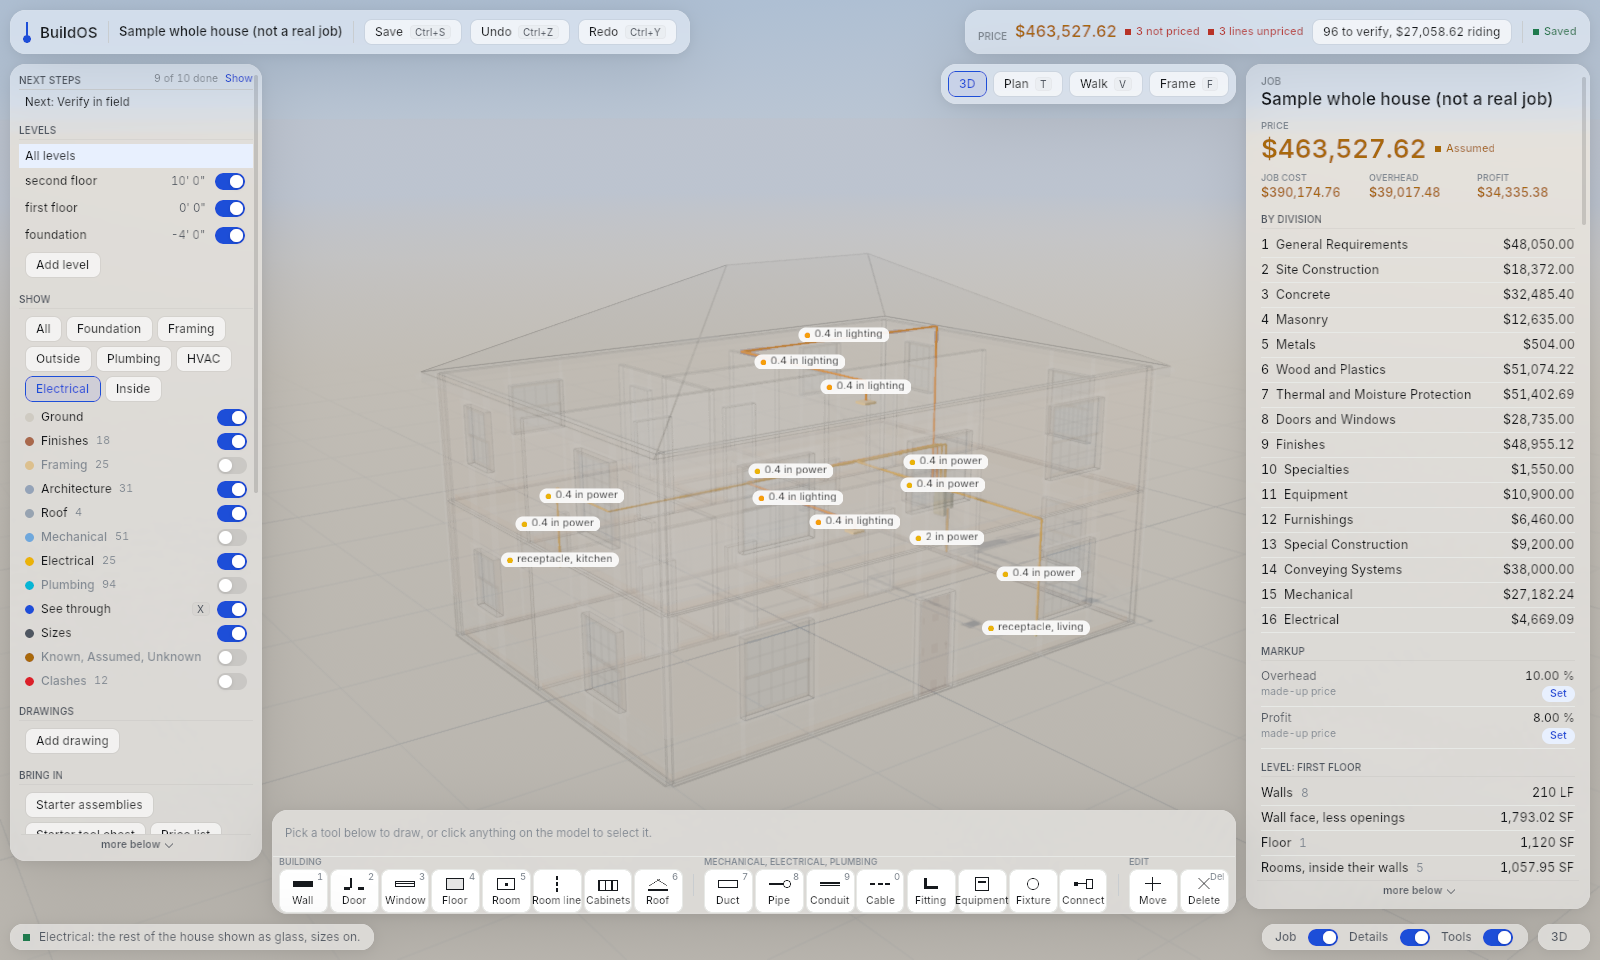 BuildOS
Sample whole house (not a real job)
Save Ctrl+S
Undo Ctrl+Z
Redo Ctrl+Y
PRICE $463,527.62
3 not priced
3 lines unpriced
96 to verify, $27,058.62 riding
Saved
NEXT STEPS 9 of 10 done Show
Next: Verify in field
LEVELS
All levels
second floor 10' 0"
first floor 0' 0"
foundation -4' 0"
Add level
SHOW
All Foundation Framing
Outside Plumbing HVAC
Electrical Inside
Ground
Finishes 18
Framing 25
Architecture 31
Roof 4
Mechanical 51
Electrical 25
Plumbing 94
See through X
Sizes
Known, Assumed, Unknown
Clashes 12
DRAWINGS
Add drawing
BRING IN
Starter assemblies
Starter tool chest Price list
more below
3D Plan T Walk V Frame F
0.4 in lighting
0.4 in lighting
0.4 in lighting
0.4 in power
0.4 in power
0.4 in power
0.4 in power
0.4 in lighting
0.4 in power
0.4 in lighting
2 in power
receptacle, kitchen
0.4 in power
receptacle, living
JOB
Sample whole house (not a real job)
PRICE
$463,527.62 Assumed
JOB COST OVERHEAD PROFIT
$390,174.76 $39,017.48 $34,335.38
BY DIVISION
1 General Requirements $48,050.00
2 Site Construction $18,372.00
3 Concrete $32,485.40
4 Masonry $12,635.00
5 Metals $504.00
6 Wood and Plastics $51,074.22
7 Thermal and Moisture Protection $51,402.69
8 Doors and Windows $28,735.00
9 Finishes $48,955.12
10 Specialties $1,550.00
11 Equipment $10,900.00
12 Furnishings $6,460.00
13 Special Construction $9,200.00
14 Conveying Systems $38,000.00
15 Mechanical $27,182.24
16 Electrical $4,669.09
MARKUP
Overhead 10.00 %
made-up price Set
Profit 8.00 %
made-up price Set
LEVEL: FIRST FLOOR
Walls 8 210 LF
Wall face, less openings 1,793.02 SF
Floor 1 1,120 SF
Rooms, inside their walls 5 1,057.95 SF
more below
Pick a tool below to draw, or click anything on the model to select it.
BUILDING MECHANICAL, ELECTRICAL, PLUMBING EDIT
1 2 3 4 5 6 7 8 9 0 Del
Wall Door Window Floor Room Room line Cabinets Roof Duct Pipe Conduit Cable Fitting Equipment Fixture Connect Move Delete
Electrical: the rest of the house shown as glass, sizes on.
Job Details Tools 3D